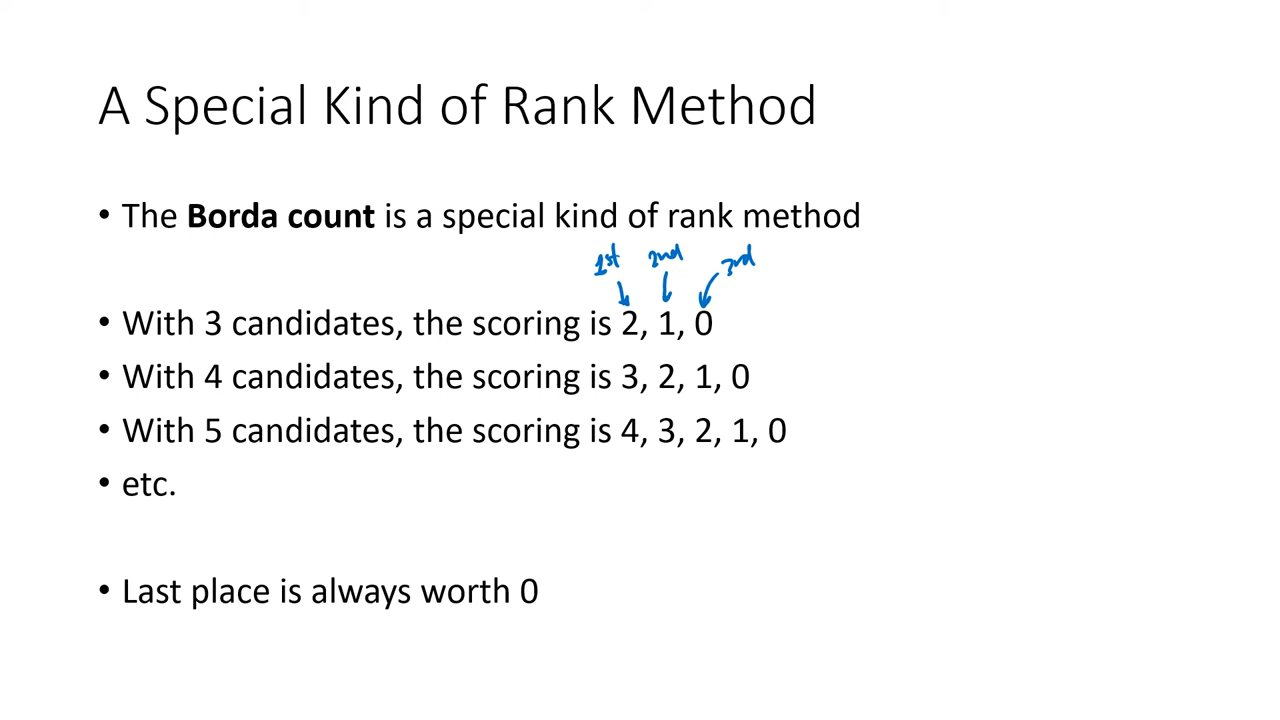 A Special Kind of Rank Method
• The Borda count is a special kind of rank method
1st 2nd 3rd
• With 3 candidates, the scoring is 2, 1, 0
• With 4 candidates, the scoring is 3, 2, 1, 0
• With 5 candidates, the scoring is 4, 3, 2, 1, 0
• etc.
• Last place is always worth 0